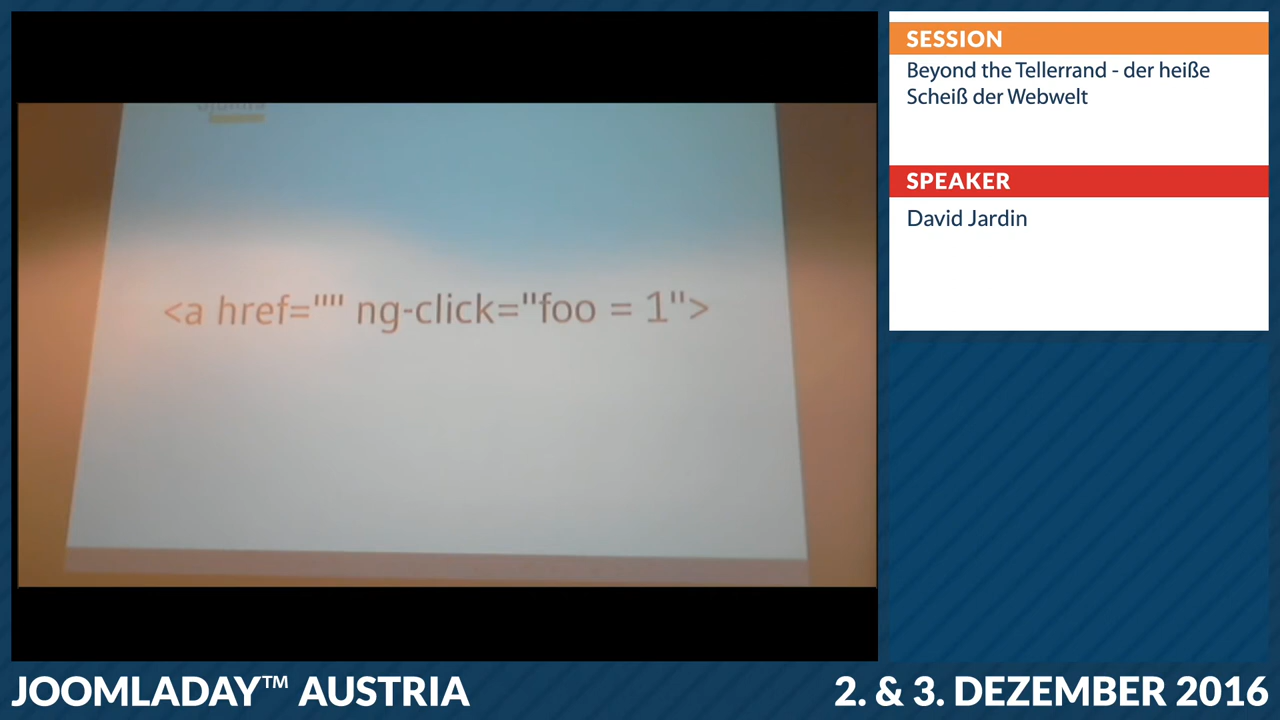 <a href="" ng-click="foo = 1">
SESSION
Beyond the Tellerrand - der heiße
Scheiß der Webwelt
SPEAKER
David Jardin
JOOMLADAY™ AUSTRIA
2. & 3. DEZEMBER 2016